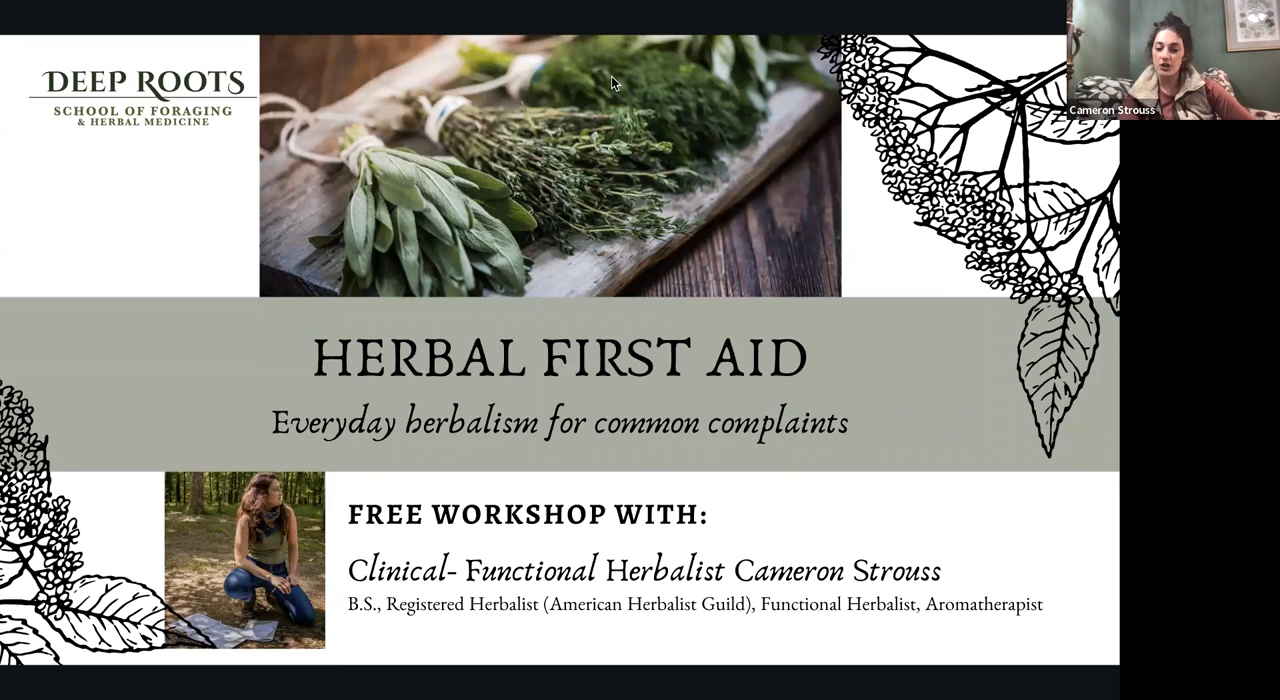 DEEP ROOTS
SCHOOL OF FORAGING
& HERBAL MEDICINE
Cameron Strouss
HERBAL FIRST AID
Everyday herbalism for common complaints
FREE WORKSHOP WITH:
Clinical- Functional Herbalist Cameron Strouss
B.S., Registered Herbalist (American Herbalist Guild), Functional Herbalist, Aromatherapist